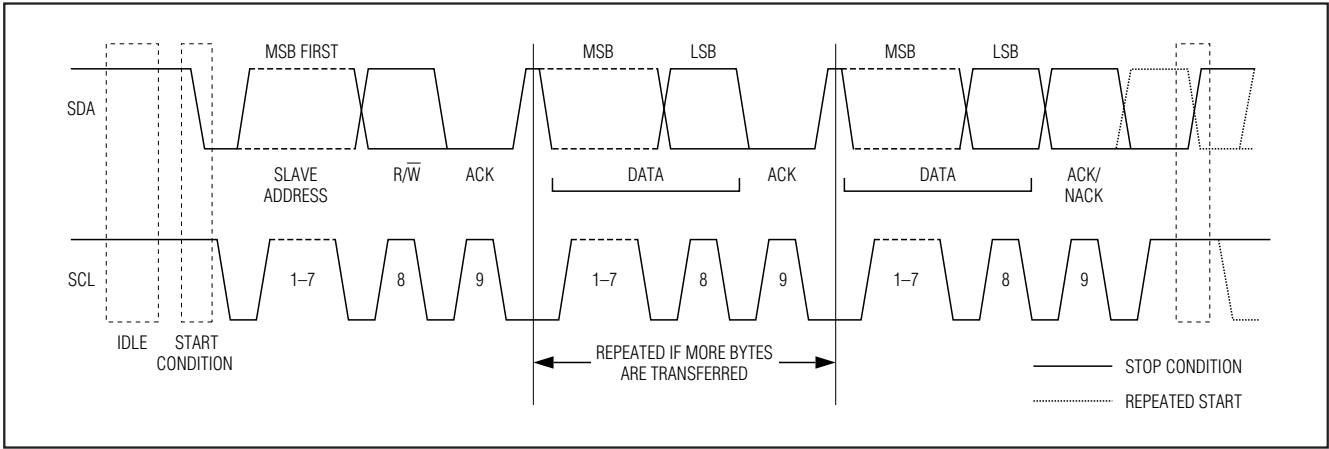 MSB FIRST MSB LSB MSB LSB
SDA
SLAVE ADDRESS R/W̅ ACK DATA ACK DATA ACK/ NACK
SCL 1–7 8 9 1–7 8 9 1–7 8 9
IDLE START CONDITION
REPEATED IF MORE BYTES
ARE TRANSFERRED
STOP CONDITION
REPEATED START